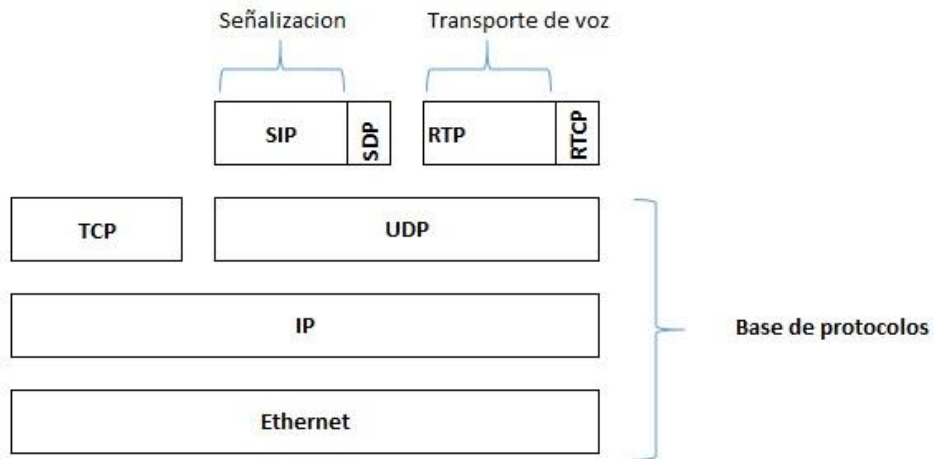 Señalizacion
Transporte de voz
SIP
SDP
RTP
RTCP
TCP
UDP
IP
Base de protocolos
Ethernet